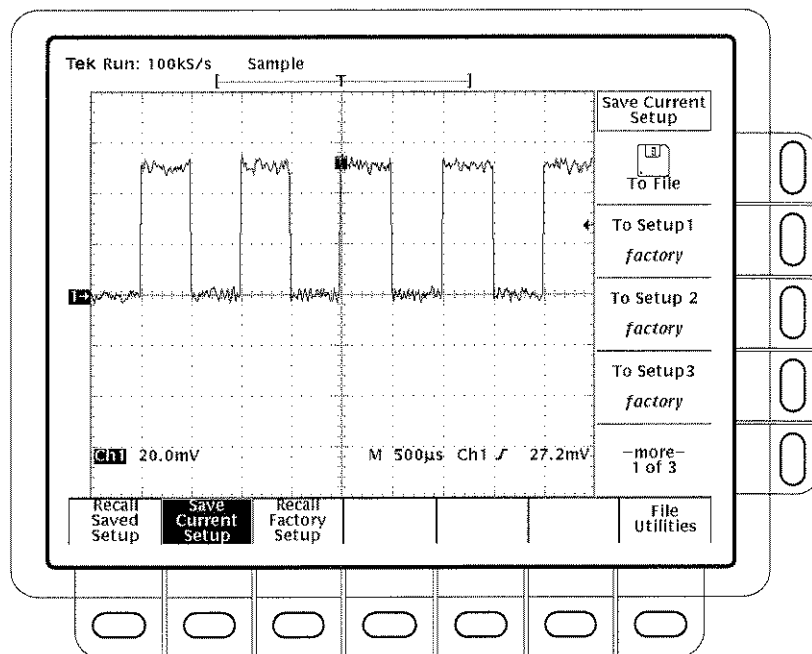 Tek Run: 100kS/s Sample
[ T ]
Save Current
Setup
To File
To Setup1
factory
To Setup 2
factory
To Setup3
factory
-more-
1 of 3
T
1→
Ch1 20.0mV M 500µs Ch1 ƒ 27.2mV
Recall
Saved
Setup
Save
Current
Setup
Recall
Factory
Setup
File
Utilities